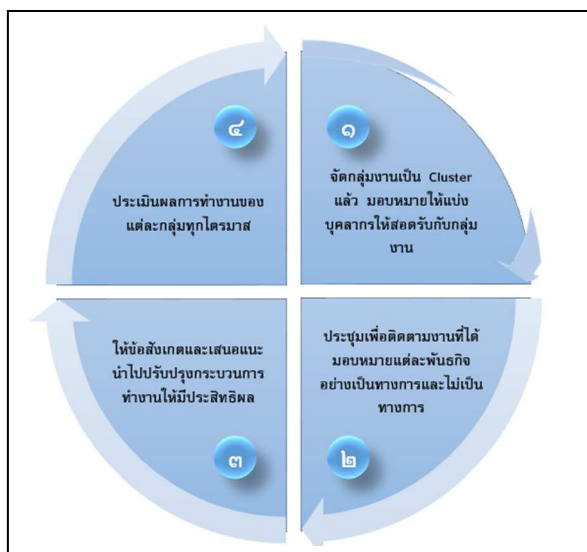 ๑
จัดกลุ่มงานเป็น Cluster
แล้ว มอบหมายให้แบ่ง
บุคลากรให้สอดรับกับกลุ่ม
งาน
ประชุมเพื่อติดตามงานที่ได้
มอบหมายแต่ละพันธกิจ
อย่างเป็นทางการและไม่เป็น
ทางการ
๒
ให้ข้อสังเกตและเสนอแนะ
นำไปปรับปรุงกระบวนการ
ทำงานให้มีประสิทธิผล
๓
๔
ประเมินผลการทำงานของ
แต่ละกลุ่มทุกไตรมาส